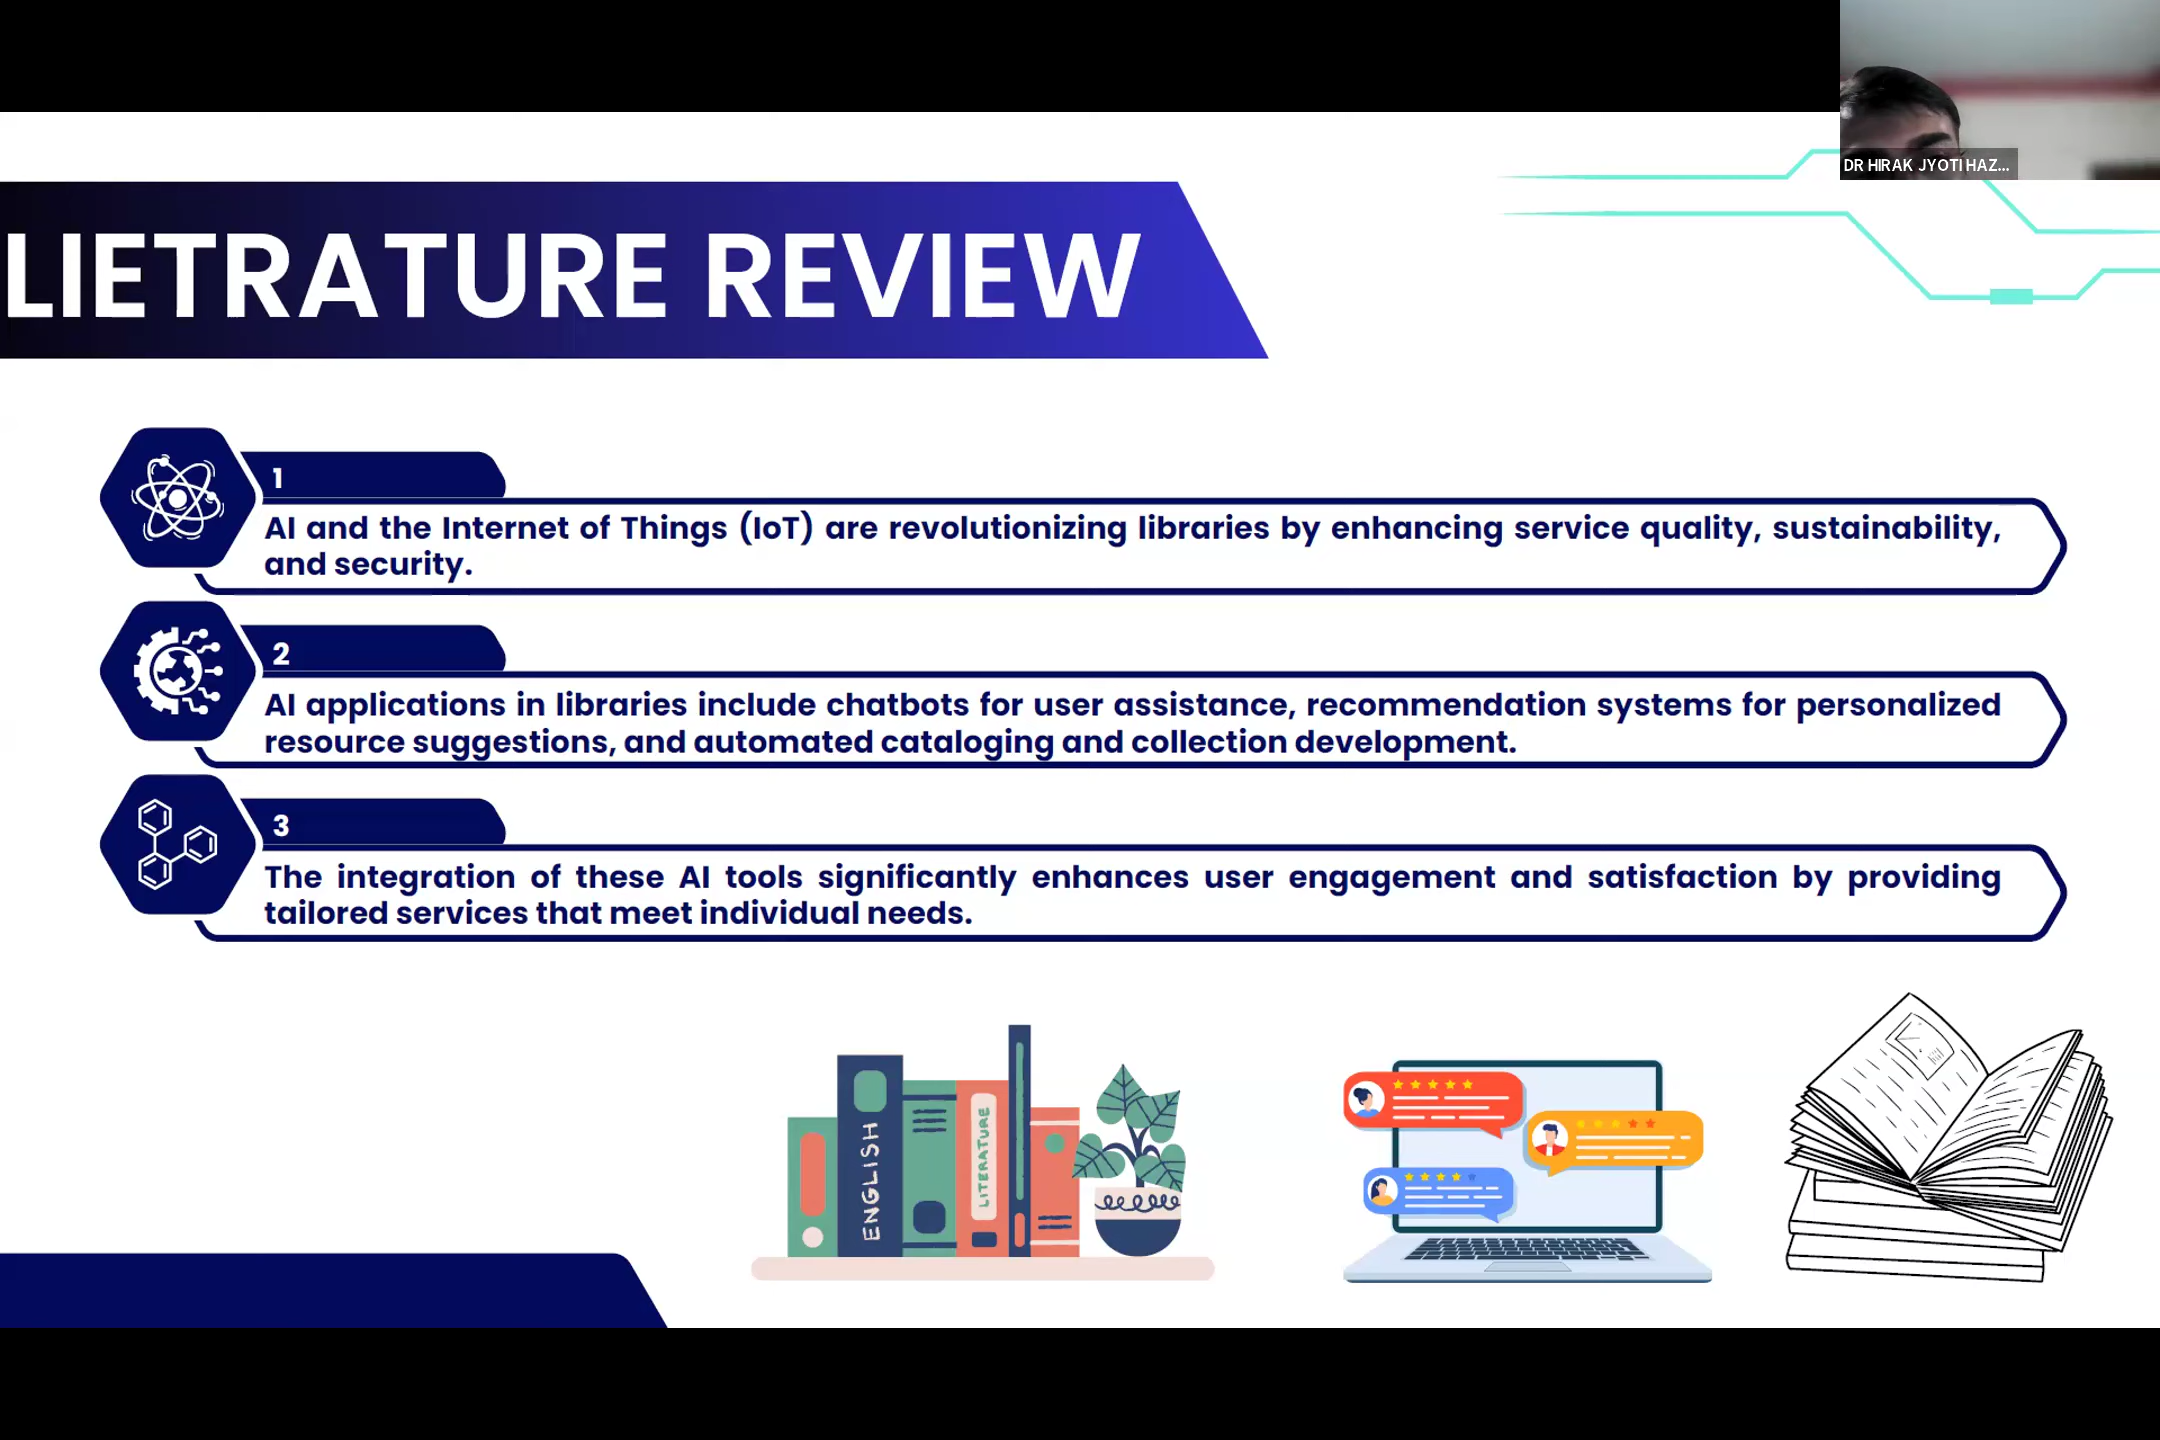 DR HIRAK JYOTI HAZ...
LIETRATURE REVIEW
1
AI and the Internet of Things (IoT) are revolutionizing libraries by enhancing service quality, sustainability,
and security.
2
AI applications in libraries include chatbots for user assistance, recommendation systems for personalized
resource suggestions, and automated cataloging and collection development.
3
The integration of these AI tools significantly enhances user engagement and satisfaction by providing
tailored services that meet individual needs.
ENGLISH
LITERATURE